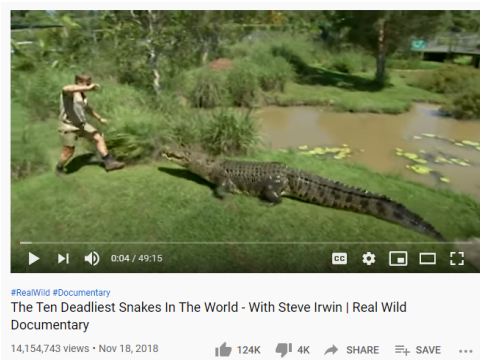 0:04 / 49:15
CC
#RealWild #Documentary
The Ten Deadliest Snakes In The World - With Steve Irwin | Real Wild
Documentary
14,154,743 views • Nov 18, 2018
124K
4K
SHARE
SAVE